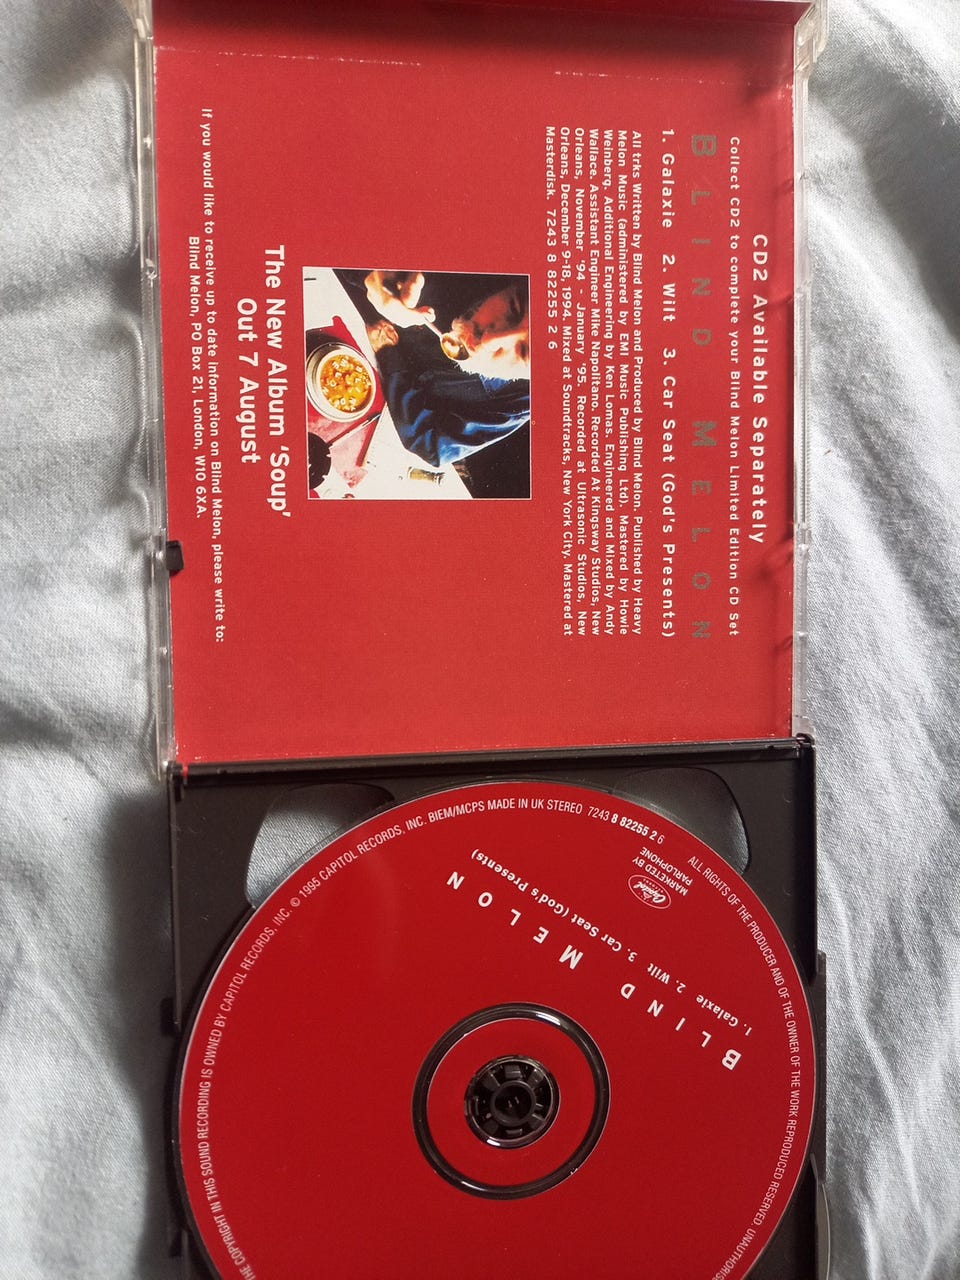 CD2 Available Separately
Collect CD2 to complete your Blind Melon Limited Edition CD Set
BLIND MELON
1. Galaxie 2. Wilt 3. Car Seat (God's Presents)
All trks Written by Blind Melon and Produced by Blind Melon. Published by Heavy
Melon Music (administered by EMI Music Publishing Ltd). Mastered by Howie
Weinberg. Additional Engineering by Ken Lomas. Engineered and Mixed by Andy
Wallace. Assistant Engineer Mike Napolitano. Recorded At Kingsway Studios, New
Orleans, November '94 - January '95. Recorded at Ultrasonic Studios, New
Orleans, December 9-18, 1994. Mixed at Soundtracks, New York City. Mastered at
Masterdisk. 7243 8 82255 2 6
The New Album 'Soup'
Out 7 August
If you would like to receive up to date information on Blind Melon, please write to:
Blind Melon, PO Box 21, London, W10 6XA.
THE COPYRIGHT IN THIS SOUND RECORDING IS OWNED BY CAPITOL RECORDS, INC. © 1995 CAPITOL RECORDS, INC. BIEM/MCPS MADE IN UK STEREO 7243 8 82255 2 6
ALL RIGHTS OF THE PRODUCER AND OF THE OWNER OF THE WORK REPRODUCED RESERVED.
MARKETED BY
PARLOPHONE
Capitol
BLIND MELON
1. Galaxie 2. Wilt 3. Car Seat (God's Presents)